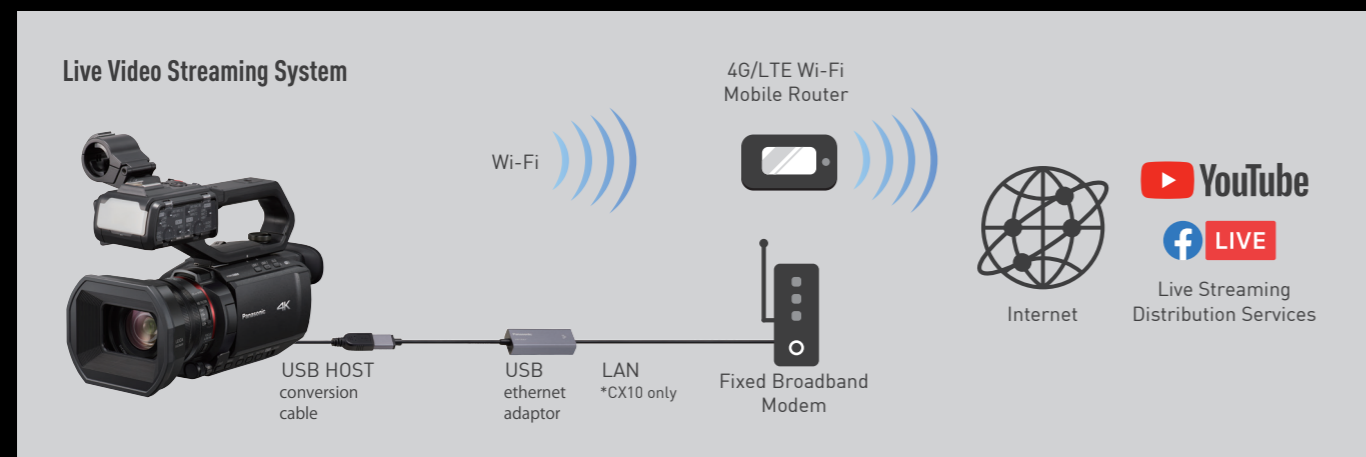 Live Video Streaming System
4G/LTE Wi-Fi
Mobile Router
Wi-Fi
YouTube
LIVE
Panasonic
4K
Internet
Live Streaming
Distribution Services
USB HOST
conversion
cable
Panasonic
USB
ethernet
adaptor
LAN
*CX10 only
Fixed Broadband
Modem